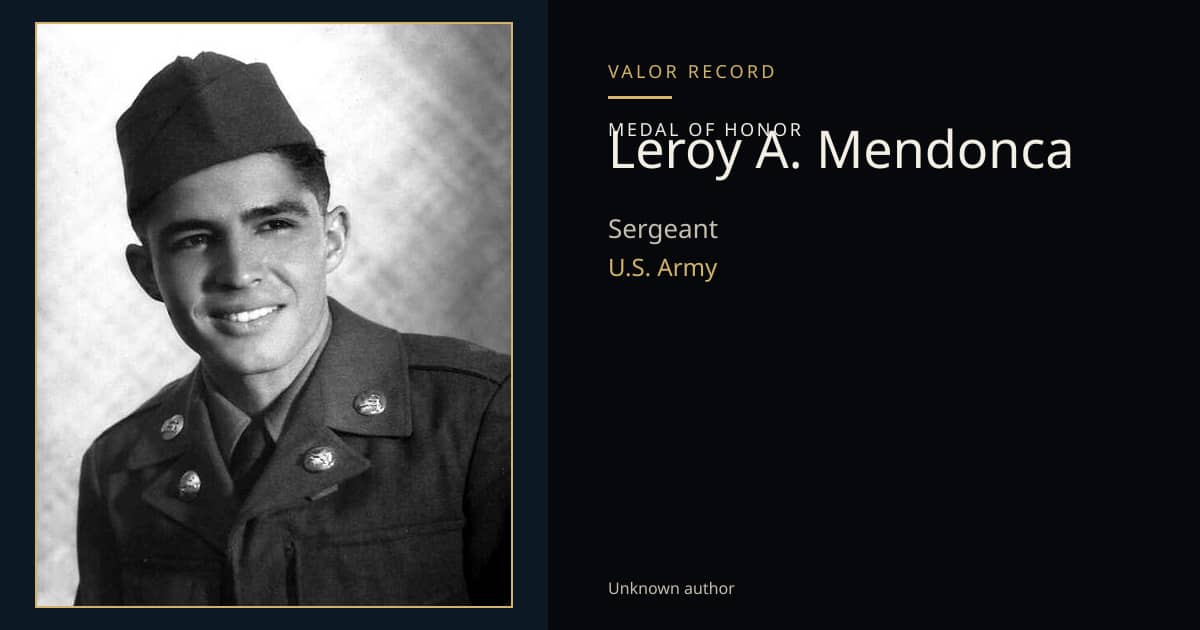 VALOR RECORD
MEDAL OF HONOR
Leroy A. Mendonca
Sergeant
U.S. Army
Unknown author